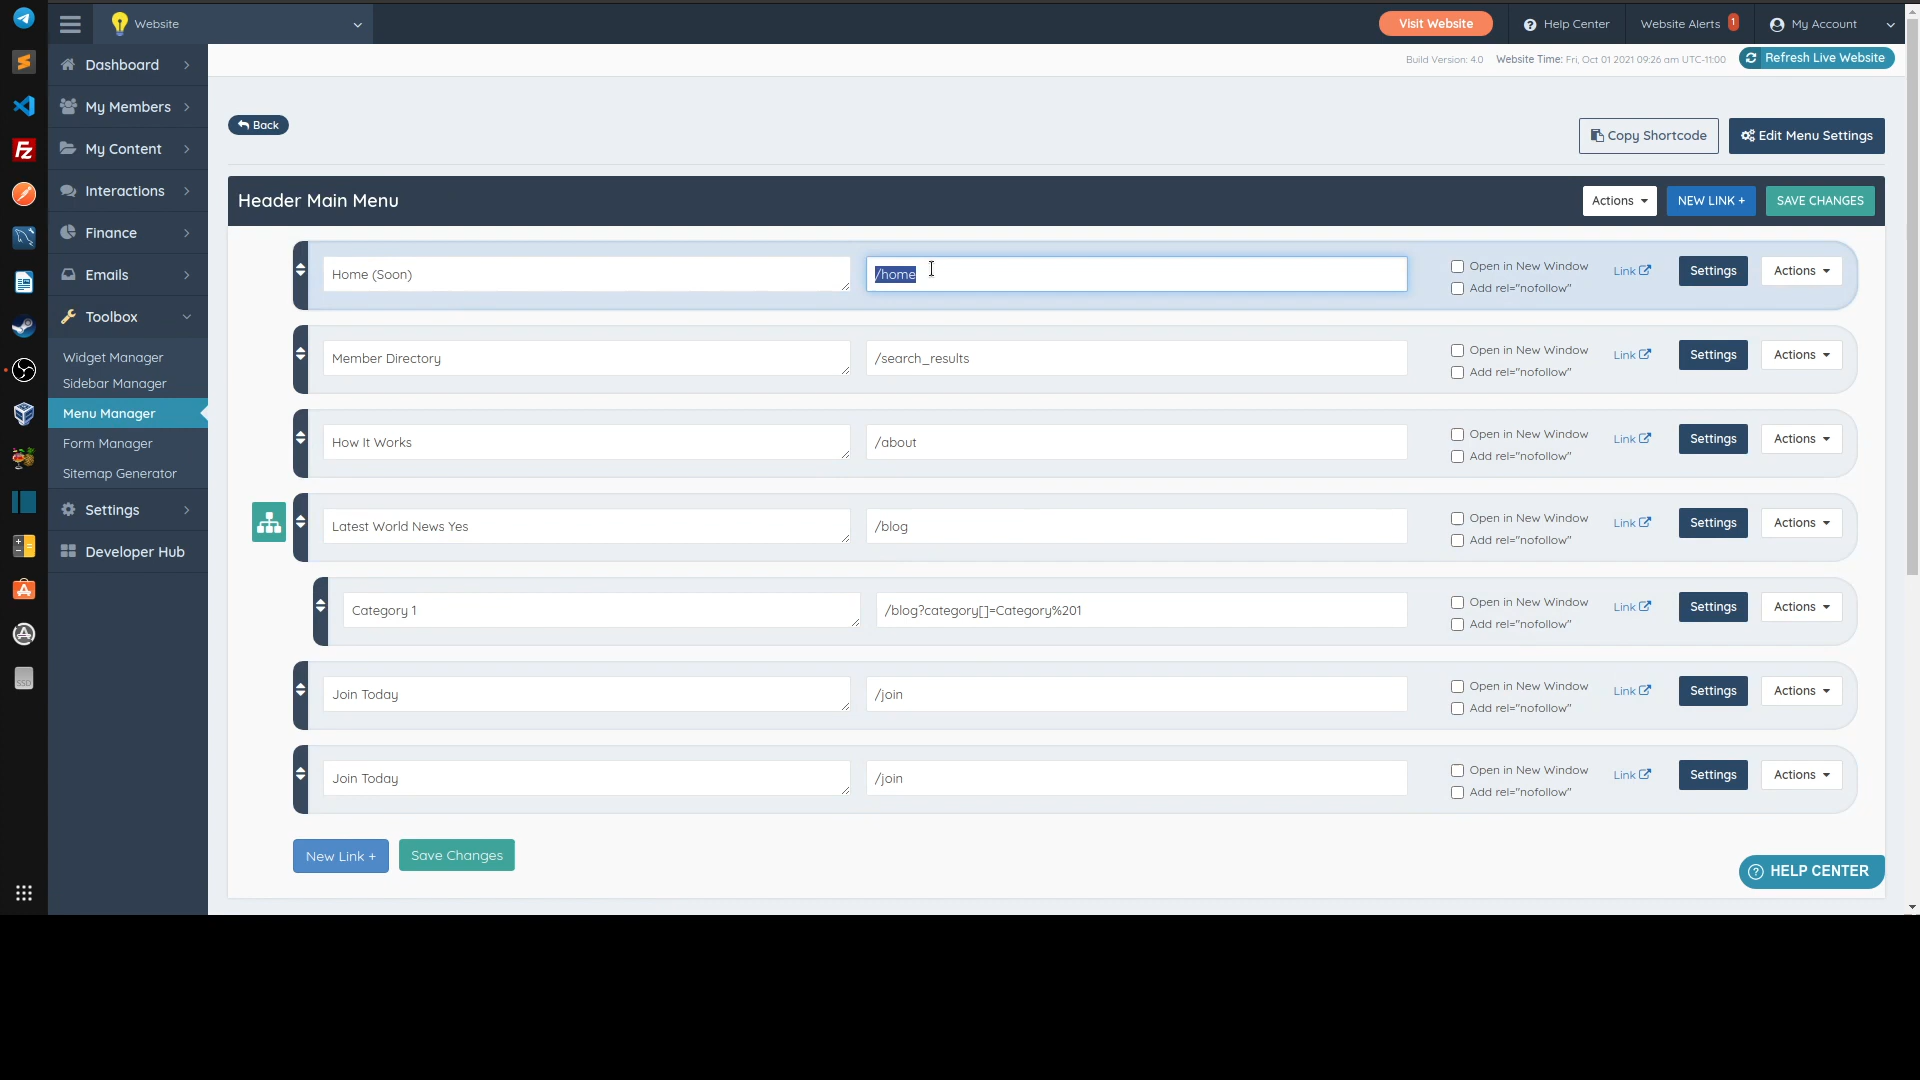 Website
Visit Website
Help Center
Website Alerts 1
My Account
Dashboard
My Members
My Content
Interactions
Finance
Emails
Toolbox
Widget Manager
Sidebar Manager
Menu Manager
Form Manager
Sitemap Generator
Settings
Developer Hub
Build Version: 4.0 Website Time: Fri, Oct 01 2021 09:26 am UTC-11:00
Refresh Live Website
Back
Copy Shortcode
Edit Menu Settings
Header Main Menu
Actions
NEW LINK +
SAVE CHANGES
Home (Soon) /home Open in New Window Link Settings Actions
Add rel="nofollow"
Member Directory /search_results Open in New Window Link Settings Actions
Add rel="nofollow"
How It Works /about Open in New Window Link Settings Actions
Add rel="nofollow"
Latest World News Yes /blog Open in New Window Link Settings Actions
Add rel="nofollow"
Category 1 /blog?category[]=Category%201 Open in New Window Link Settings Actions
Add rel="nofollow"
Join Today /join Open in New Window Link Settings Actions
Add rel="nofollow"
Join Today /join Open in New Window Link Settings Actions
Add rel="nofollow"
New Link +
Save Changes
HELP CENTER
Fz
SSD